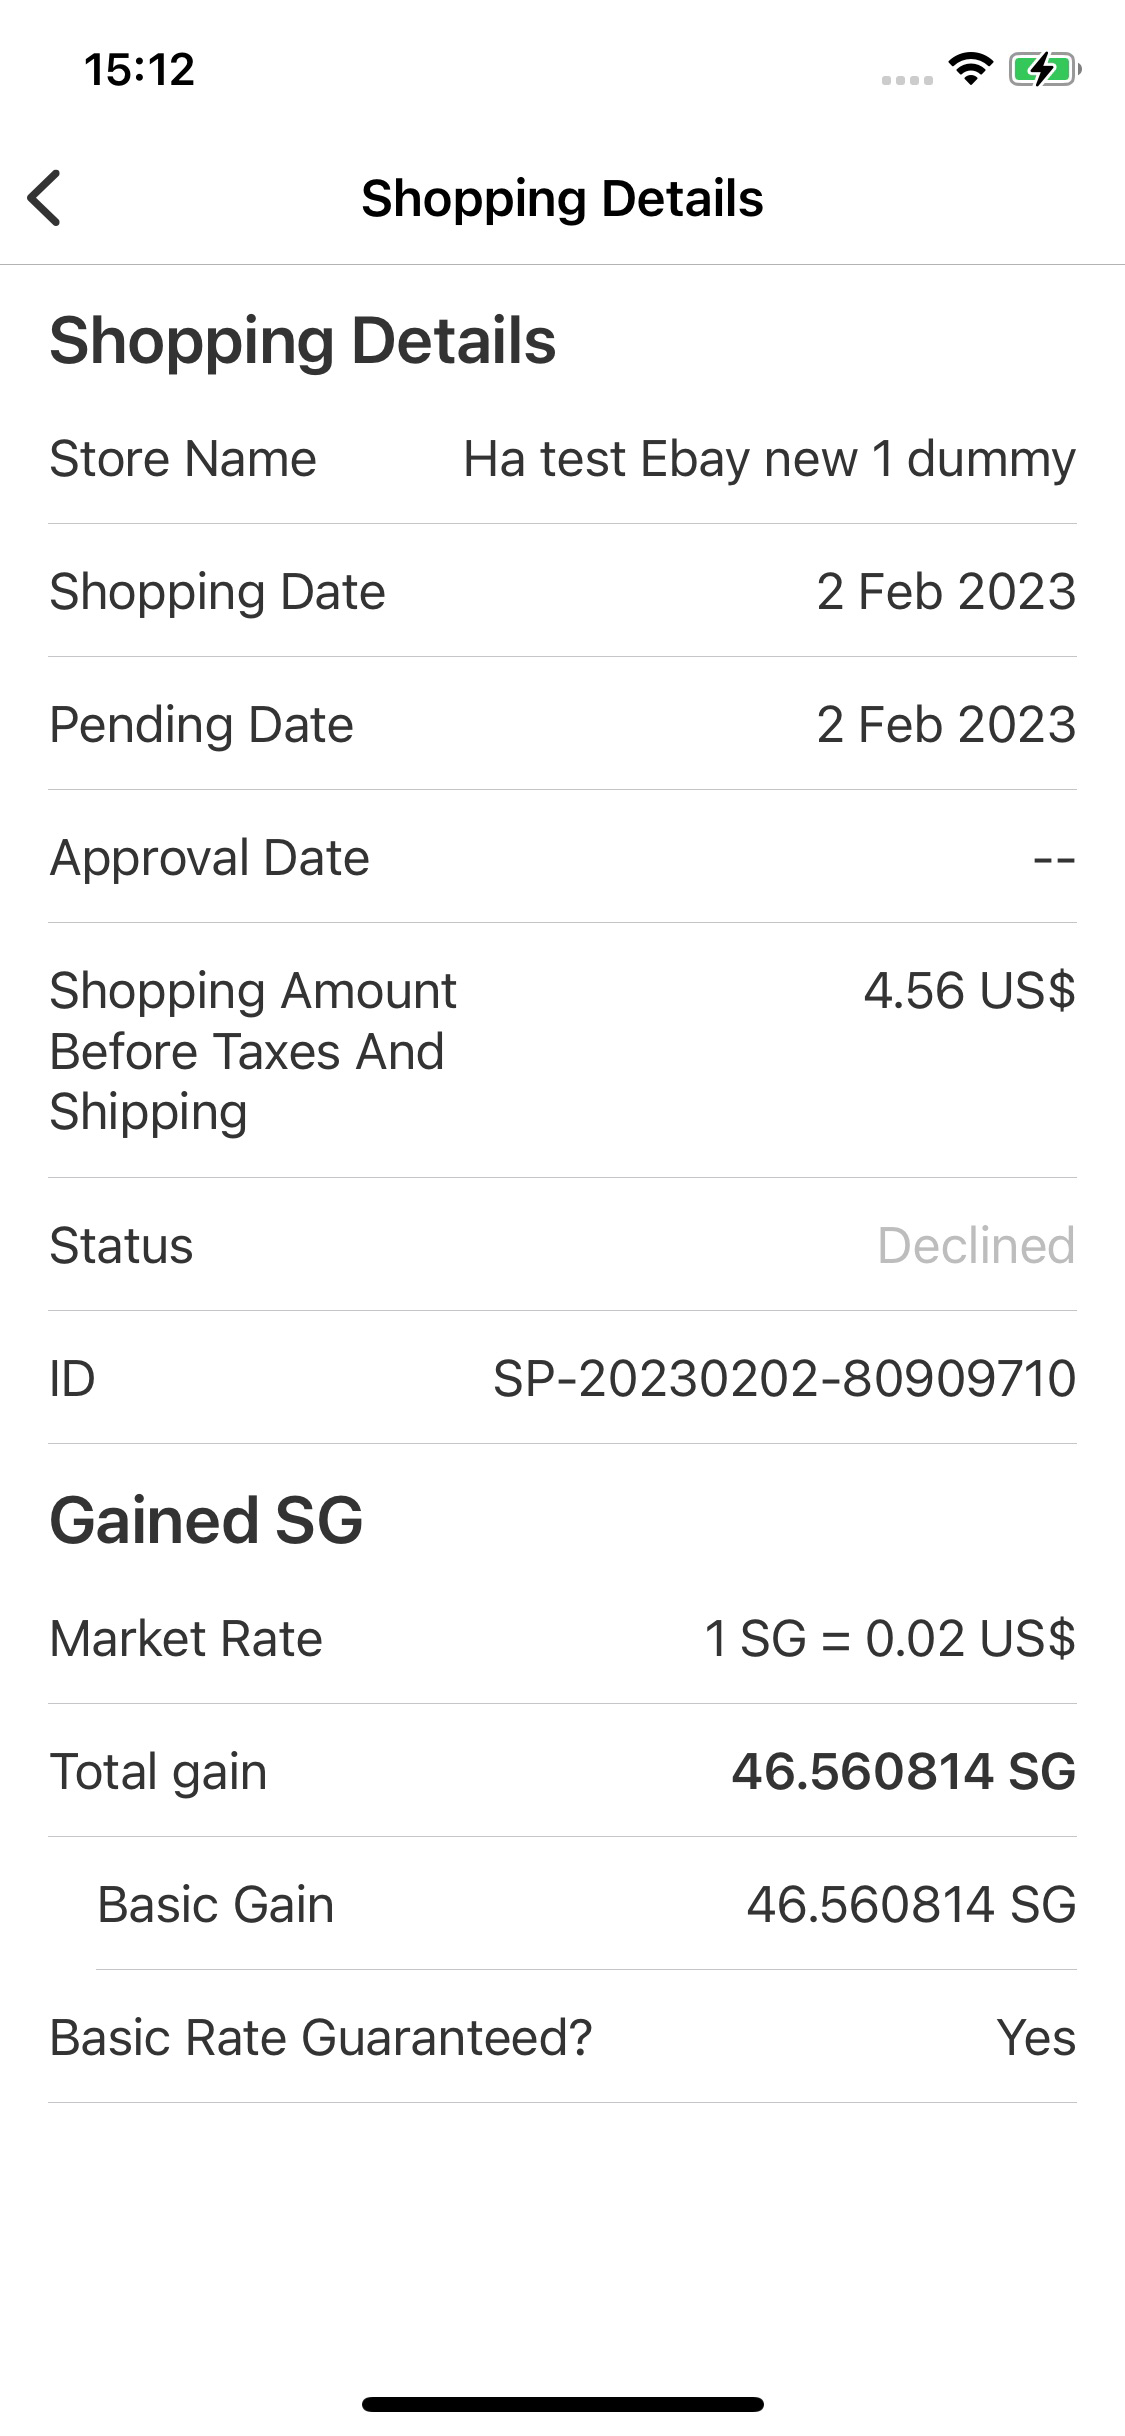 15:12
Shopping Details
Shopping Details
Store Name Ha test Ebay new 1 dummy
Shopping Date 2 Feb 2023
Pending Date 2 Feb 2023
Approval Date --
Shopping Amount 4.56 US$
Before Taxes And
Shipping
Status Declined
ID SP-20230202-80909710
Gained SG
Market Rate 1 SG = 0.02 US$
Total gain 46.560814 SG
Basic Gain 46.560814 SG
Basic Rate Guaranteed? Yes